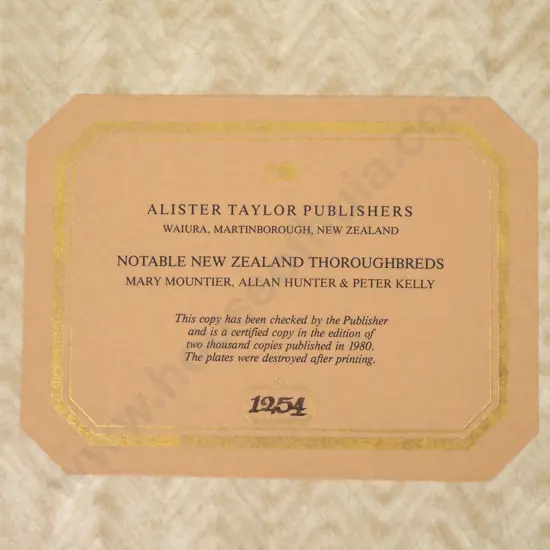 ALISTER TAYLOR PUBLISHERS
WAIURA, MARTINBOROUGH, NEW ZEALAND
NOTABLE NEW ZEALAND THOROUGHBREDS
MARY MOUNTIER, ALLAN HUNTER & PETER KELLY
This copy has been checked by the Publisher
and is a certified copy in the edition of
two thousand copies published in 1980.
The plates were destroyed after printing.
1254